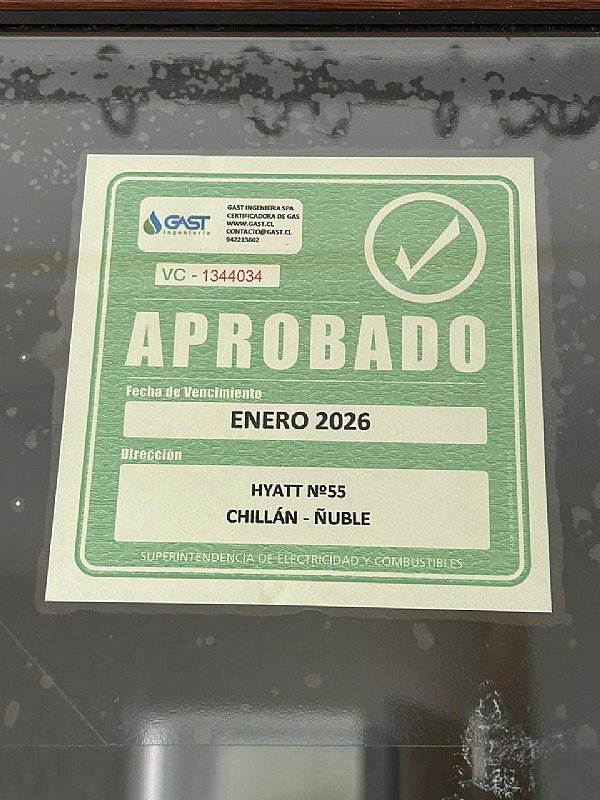 GAST
Ingeniería
GAST INGENIERIA SPA
CERTIFICADORA DE GAS
WWW.GAST.CL
CONTACTO@GAST.CL
942213802
VC - 1344034
APROBADO
Fecha de Vencimiento
ENERO 2026
Dirección
HYATT Nº55
CHILLÁN - ÑUBLE
SUPERINTENDENCIA DE ELECTRICIDAD Y COMBUSTIBLES